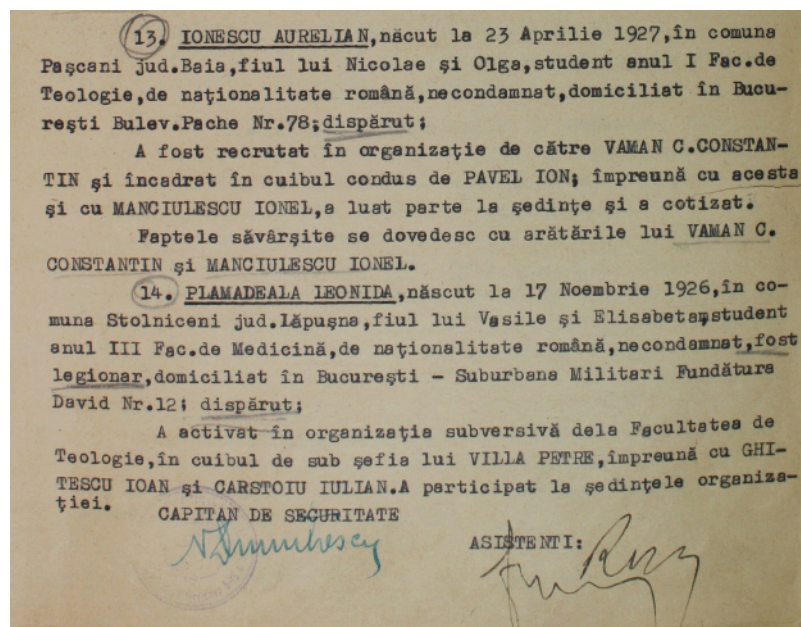 13. IONESCU AURELIAN,născut la 23 Aprilie 1927,în comuna
Paşcani jud.Baia,fiul lui Nicolae şi Olga,student anul I Fac.de
Teologie,de naţionalitate română,necondamnat,domiciliat în Bucu-
reşti Bulev.Pache Nr.78;dispărut;
A fost recrutat în organizaţie de către VAMAN C.CONSTAN-
TIN şi încadrat în cuibul condus de PAVEL ION; împreună cu acesta
şi cu MANCIULESCU IONEL,a luat parte la şedinţe şi a cotizat.
Faptele săvârşite se dovedesc cu arătările lui VAMAN C.
CONSTANTIN şi MANCIULESCU IONEL.
14. PLAMADEALA LEONIDA,născut la 17 Noembrie 1926,în co-
muna Stolniceni jud.Lăpuşna,fiul lui Vasile şi Elisabeta,student
anul III Fac.de Medicină,de naţionalitate română,necondamnat,fost
legionar,domiciliat în Bucureşti - Suburbana Militari Fundătura
David Nr.12; dispărut;
A activat în organizaţia subversivă dela Facultatea de
Teologie,în cuibul de sub şefia lui VILLA PETRE,împreună cu GHI-
TESCU IOAN şi CARSTOIU IULIAN.A participat la şedinţele organiza-
ţiei.
CAPITAN DE SECURITATE
ASISTENTI: